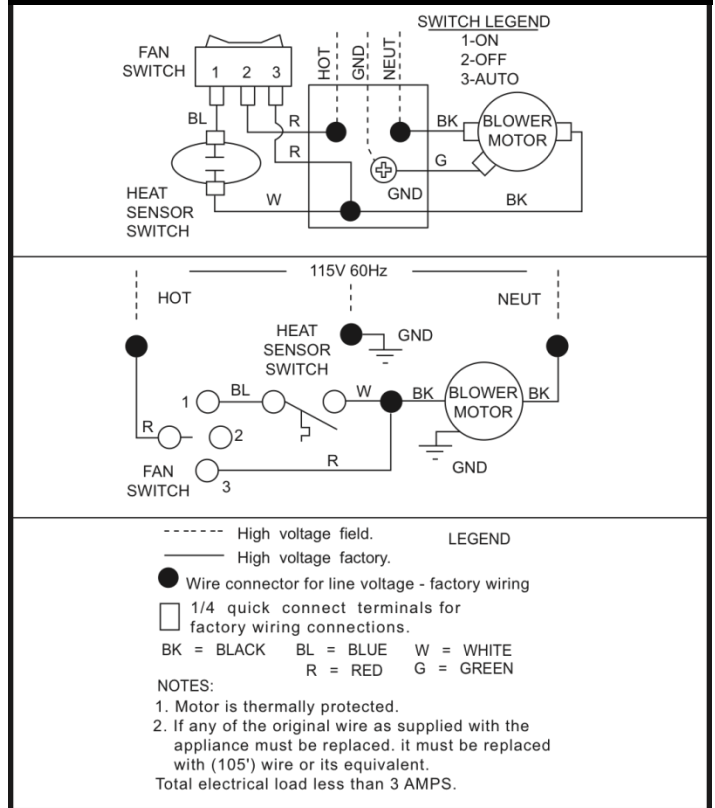 SWITCH LEGEND
1-ON
2-OFF
3-AUTO
FAN
SWITCH
1 2 3
HOT
GND
NEUT
BL
R
R
BK
BLOWER
MOTOR
G
GND
HEAT
SENSOR
SWITCH
W
BK
115V 60Hz
HOT
NEUT
HEAT
SENSOR
SWITCH
GND
1
BL
W
BK
BLOWER
MOTOR
BK
R
2
FAN
SWITCH
3
R
GND
High voltage field.
LEGEND
High voltage factory.
Wire connector for line voltage - factory wiring
1/4 quick connect terminals for
factory wiring connections.
BK = BLACK BL = BLUE W = WHITE
R = RED G = GREEN
NOTES:
1. Motor is thermally protected.
2. If any of the original wire as supplied with the
appliance must be replaced. it must be replaced
with (105') wire or its equivalent.
Total electrical load less than 3 AMPS.